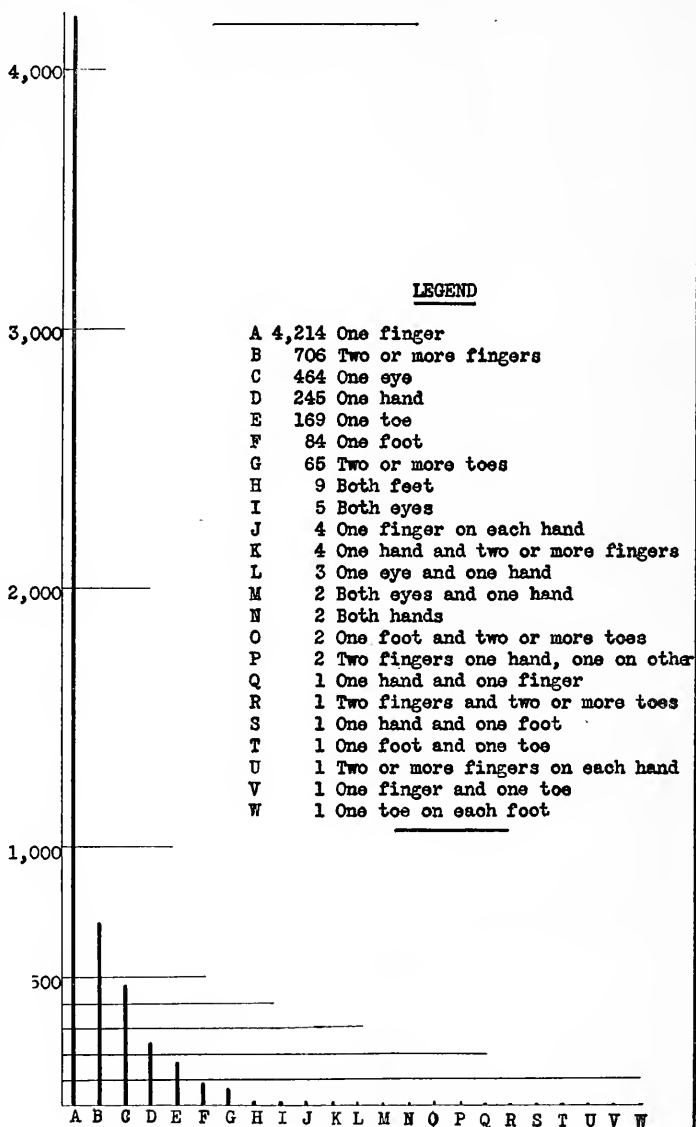 4,000
3,000
LEGEND
A 4,214 One finger
B 706 Two or more fingers
C 464 One eye
D 245 One hand
E 169 One toe
F 84 One foot
G 65 Two or more toes
H 9 Both feet
I 5 Both eyes
J 4 One finger on each hand
K 4 One hand and two or more fingers
L 3 One eye and one hand
2,000
M 2 Both eyes and one hand
N 2 Both hands
O 2 One foot and two or more toes
P 2 Two fingers one hand, one on other
Q 1 One hand and one finger
R 1 Two fingers and two or more toes
S 1 One hand and one foot
T 1 One foot and one toe
U 1 Two or more fingers on each hand
V 1 One finger and one toe
W 1 One toe on each foot
1,000
500
A B C D E F G H I J K L M N O P Q R S T U V W